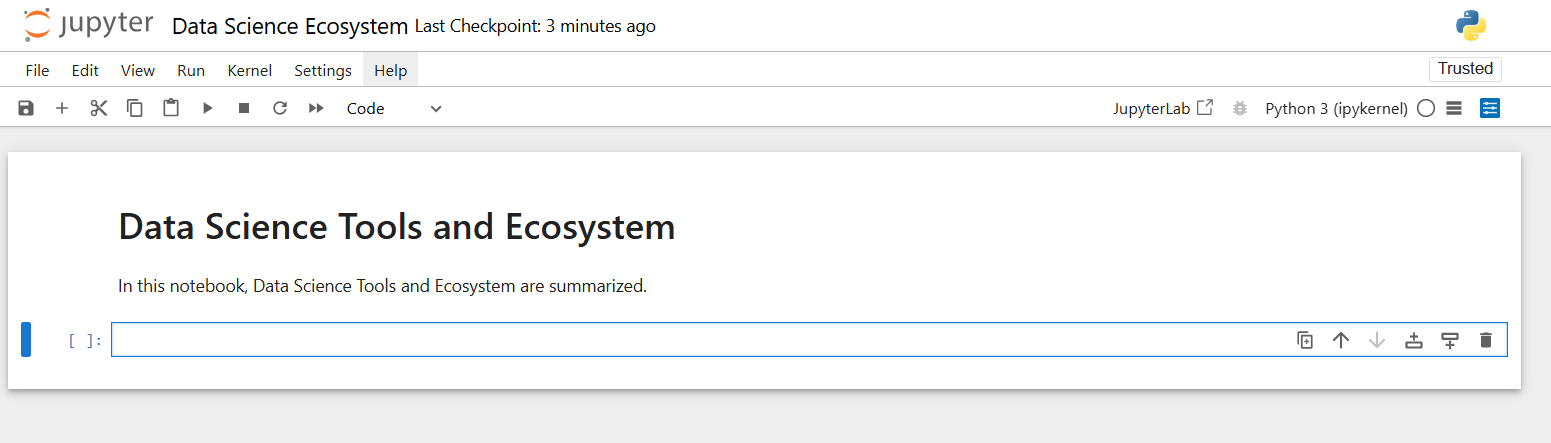 jupyter Data Science Ecosystem Last Checkpoint: 3 minutes ago
File Edit View Run Kernel Settings Help Trusted
Code JupyterLab Python 3 (ipykernel)
Data Science Tools and Ecosystem
In this notebook, Data Science Tools and Ecosystem are summarized.
[ ]: